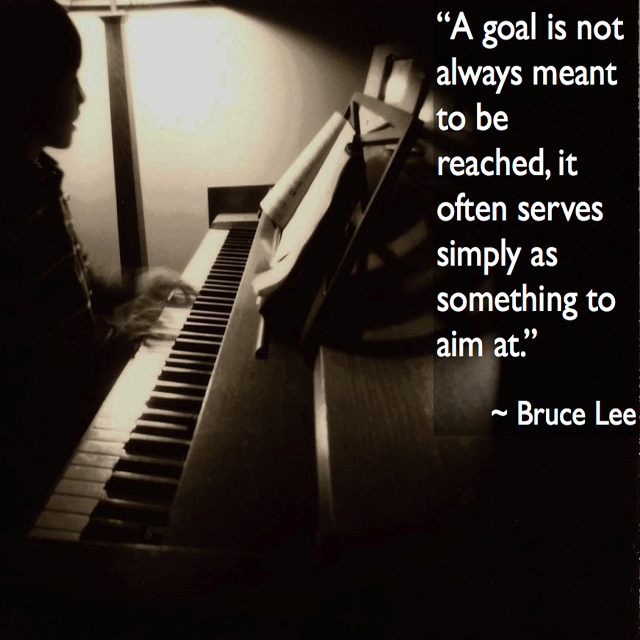 “A goal is not
always meant
to be
reached, it
often serves
simply as
something to
aim at.”
~ Bruce Lee